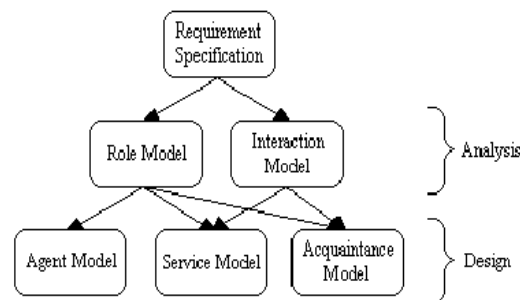 Requirement
Specification
Role Model
Interaction
Model
Analysis
Agent Model
Service Model
Acquaintance
Model
Design